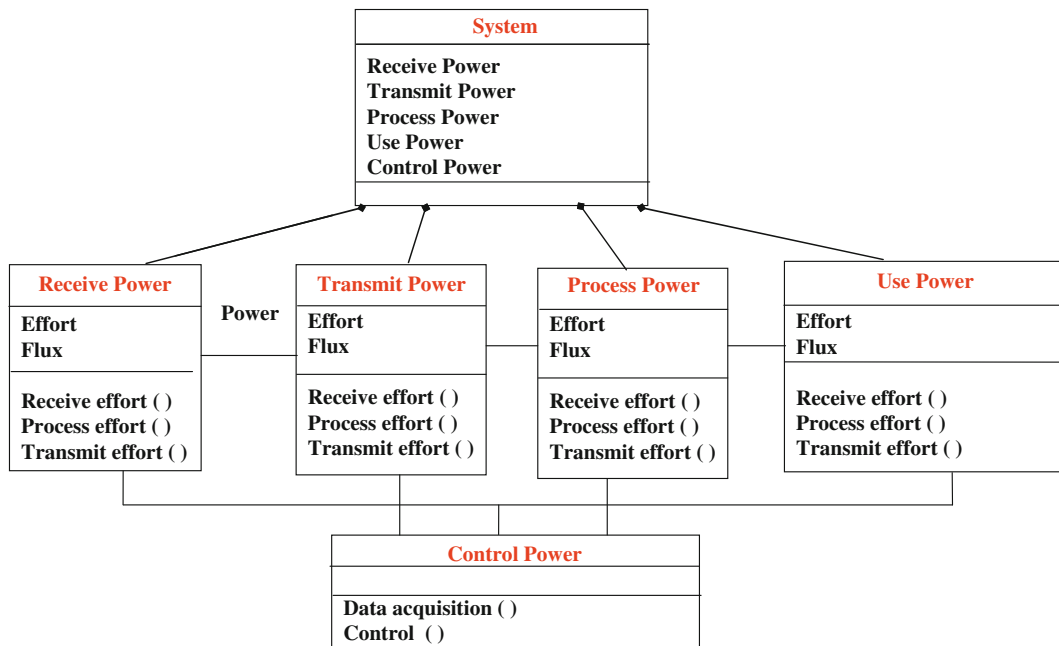 System
Receive Power
Transmit Power
Process Power
Use Power
Control Power
Receive Power
Effort
Flux
Receive effort ( )
Process effort ( )
Transmit effort ( )
Power
Transmit Power
Effort
Flux
Receive effort ( )
Process effort ( )
Transmit effort ( )
Process Power
Effort
Flux
Receive effort ( )
Process effort ( )
Transmit effort ( )
Use Power
Effort
Flux
Receive effort ( )
Process effort ( )
Transmit effort ( )
Control Power
Data acquisition ( )
Control ( )